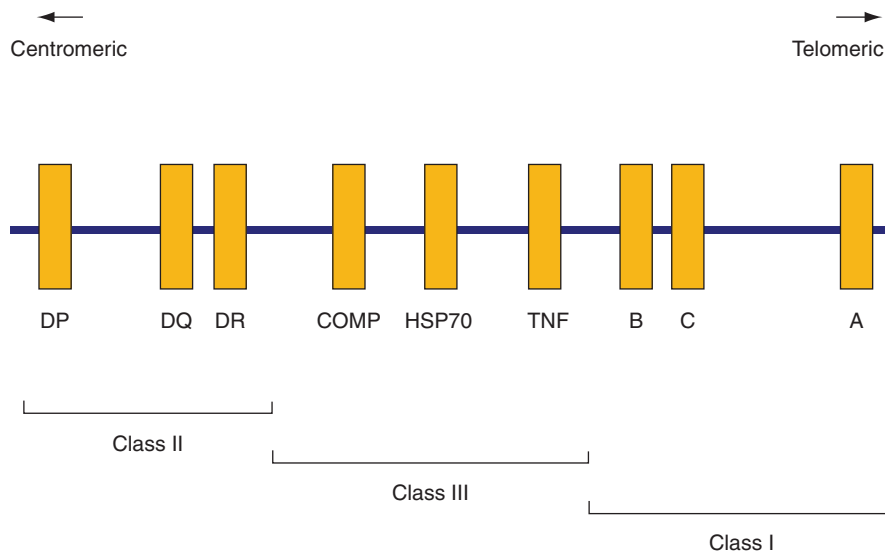 Centromeric Telomeric
DP DQ DR COMP HSP70 TNF B C A
Class II
Class III
Class I